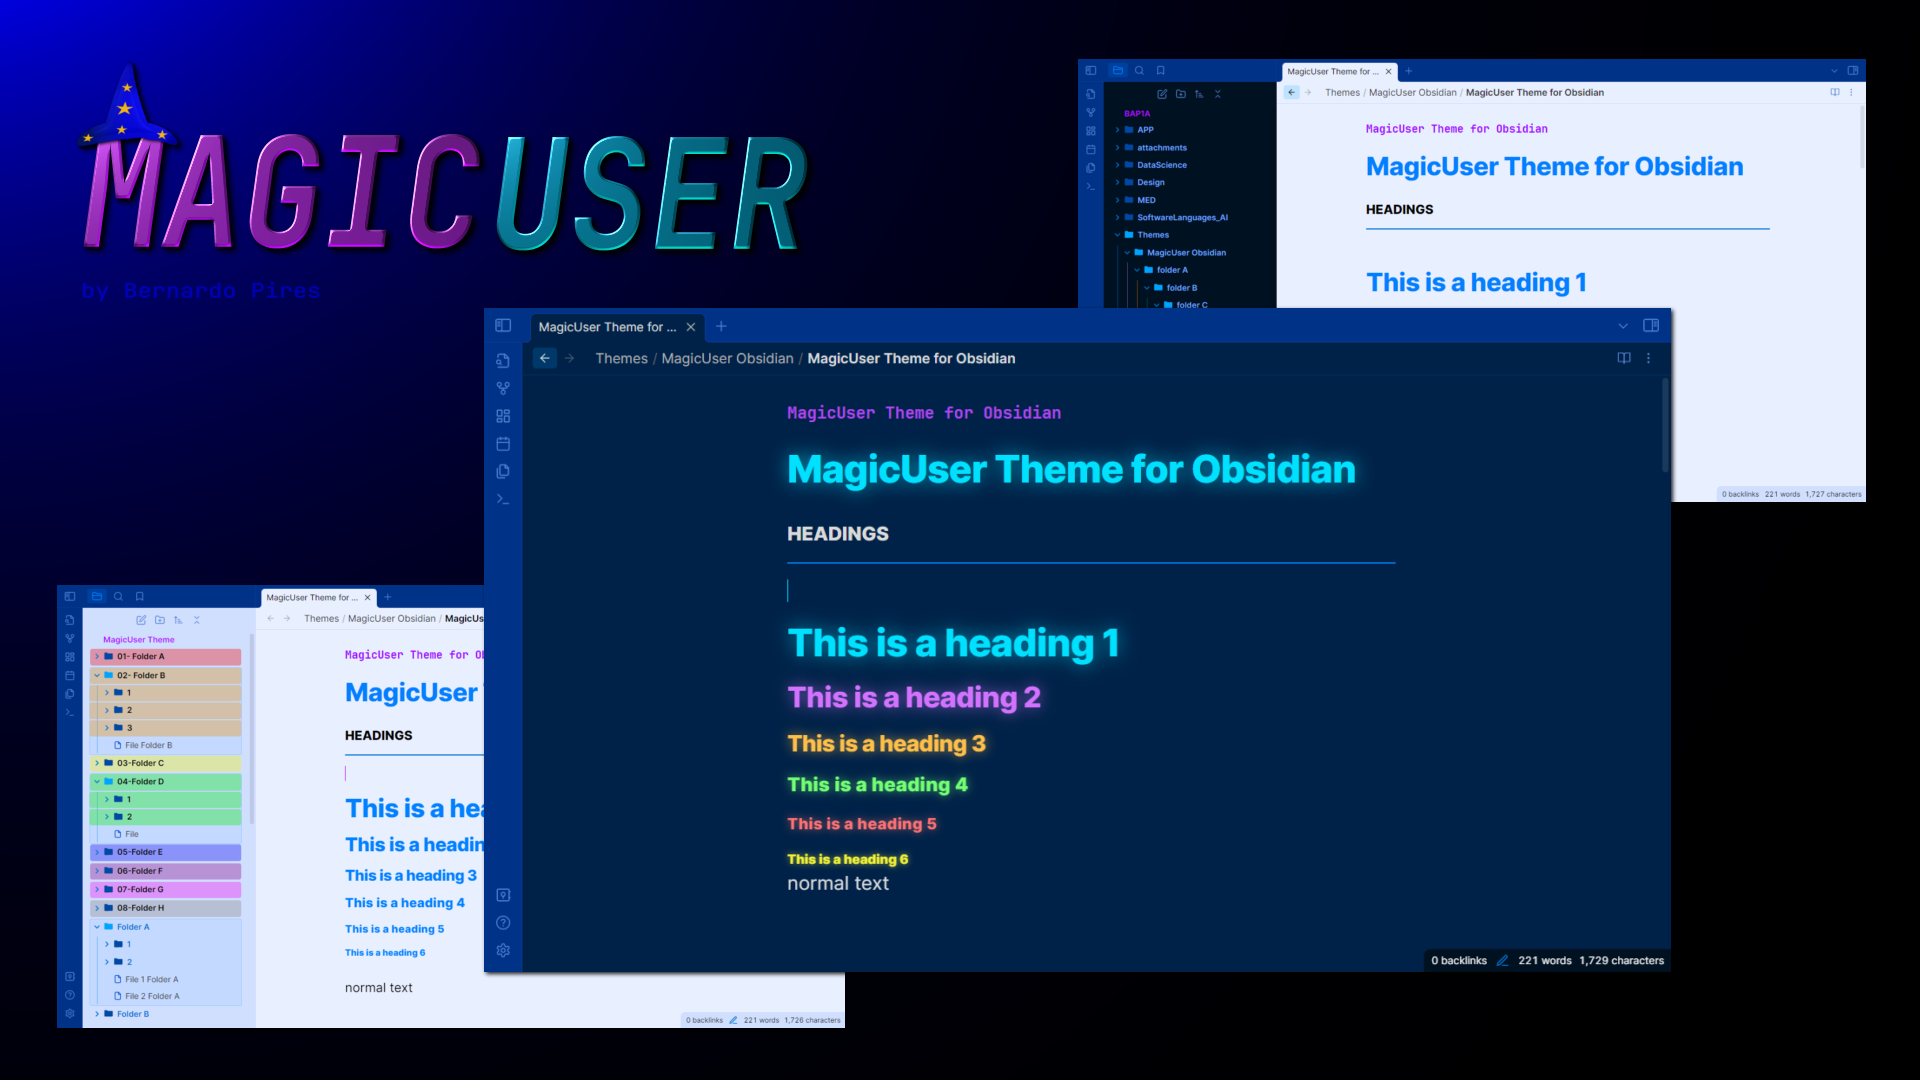 MAGICUSER
by Bernardo Pires
MagicUser Theme for ...
Themes / MagicUser Obsidian / MagicUser Theme for Obsidian
BAP1A
APP
attachments
DataScience
Design
MED
SoftwareLanguages_AI
Themes
MagicUser Obsidian
folder A
folder B
folder C
MagicUser Theme for Obsidian
MagicUser Theme for Obsidian
HEADINGS
This is a heading 1
0 backlinks 221 words 1,727 characters
MagicUser Theme for ...
Themes / MagicUser Obsidian / MagicUser Theme for Obsidian
MagicUser Theme for Obsidian
MagicUser Theme for Obsidian
HEADINGS
This is a heading 1
This is a heading 2
This is a heading 3
This is a heading 4
This is a heading 5
This is a heading 6
normal text
0 backlinks 221 words 1,729 characters
MagicUser Theme for ...
Themes / MagicUser Obsidian / MagicUs
MagicUser Theme
01- Folder A
02- Folder B
1
2
3
File Folder B
03-Folder C
04-Folder D
1
2
File
05-Folder E
06-Folder F
07-Folder G
08-Folder H
Folder A
1
2
File 1 Folder A
File 2 Folder A
Folder B
MagicUser Theme for O
MagicUser
HEADINGS
This is a hea
This is a headin
This is a heading 3
This is a heading 4
This is a heading 5
This is a heading 6
normal text
0 backlinks 221 words 1,726 characters